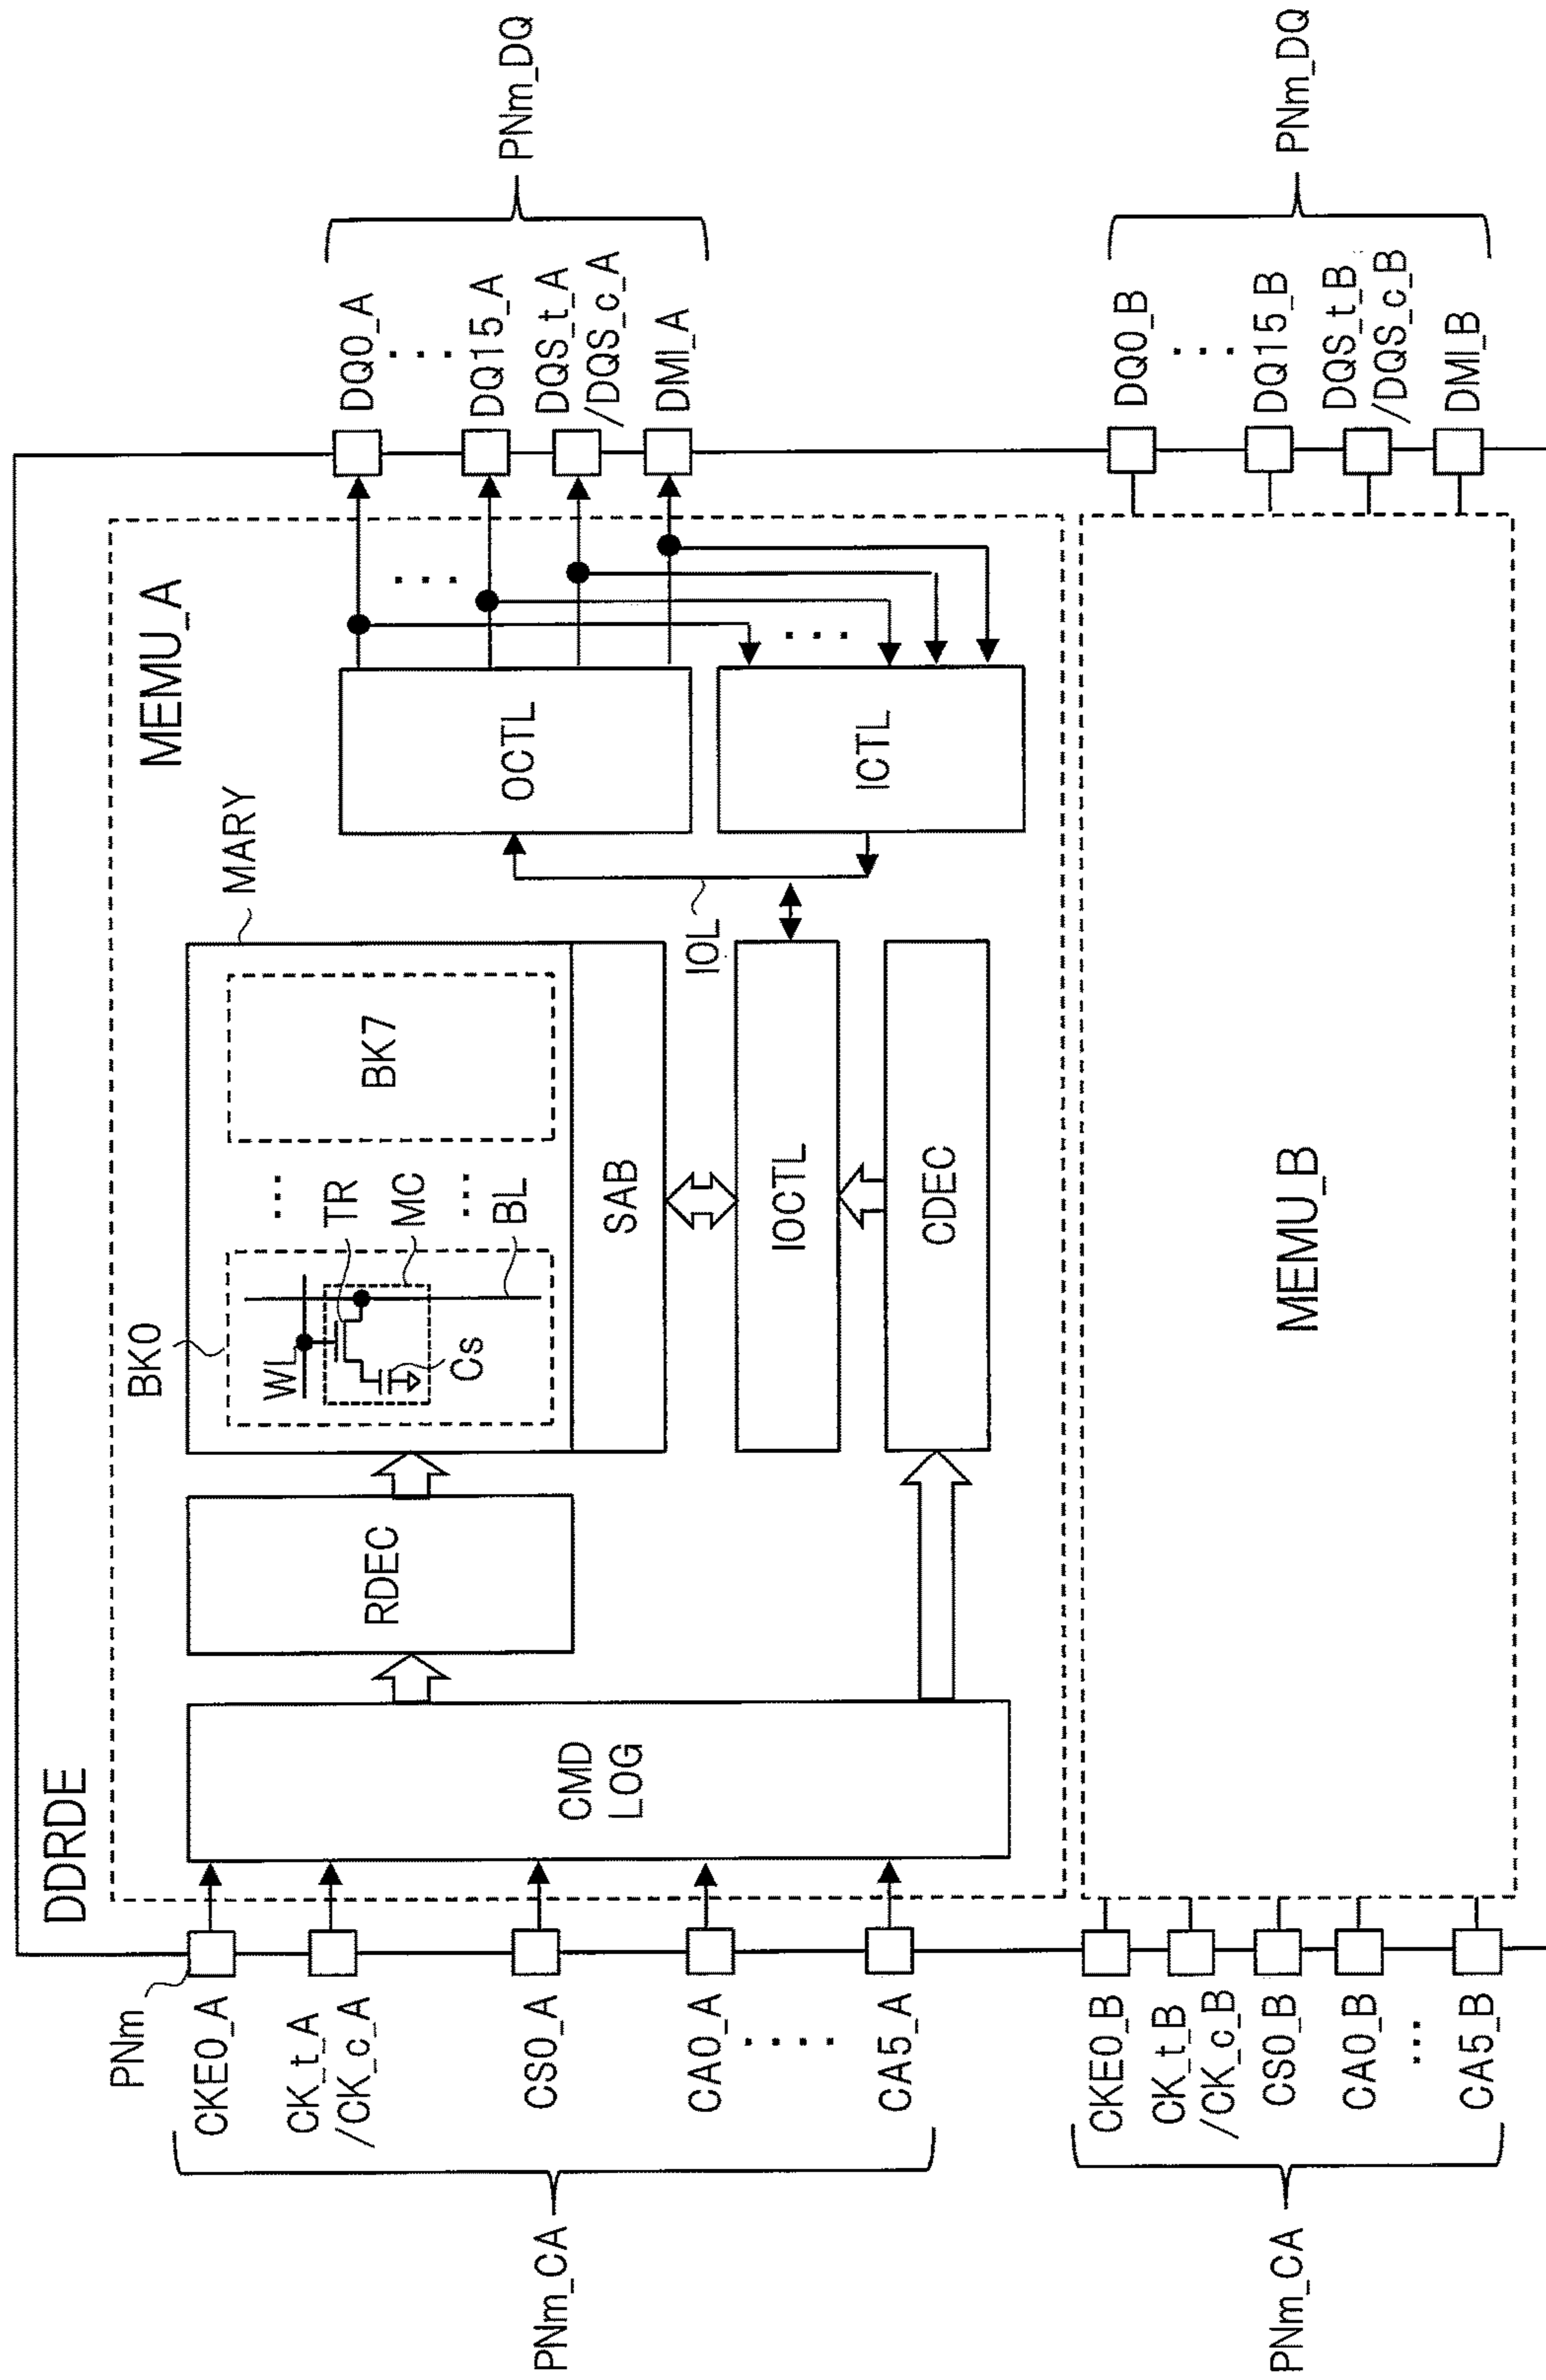 DDRDE
MEMU_A
PNm
CKE0_A
CK_t_A
/CK_c_A
CS0_A
CA0_A
....
CA5_A
PNm_CA
CMD
LOG
RDEC
BK0
WL
Cs
...
TR
MC
...
BL
BK7
MARY
SAB
IOCTL
CDEC
IOL
OCTL
ICTL
...
...
DQ0_A
...
DQ15_A
DQS_t_A
/DQS_c_A
DMI_A
PNm_DQ
MEMU_B
CKE0_B
CK_t_B
/CK_c_B
CS0_B
CA0_B
...
CA5_B
PNm_CA
DQ0_B
...
DQ15_B
DQS_t_B
/DQS_c_B
DMI_B
PNm_DQ